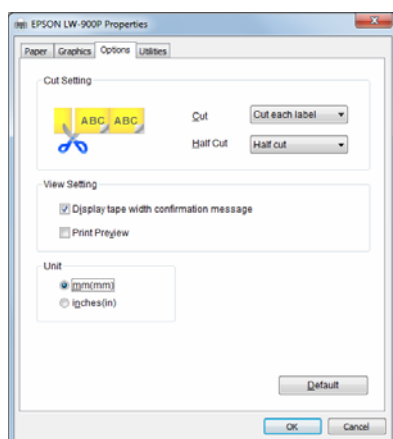 EPSON LW-900P Properties
Paper Graphics Options Utilities
Cut Setting
ABC ABC
Cut Cut each label
Half Cut Half cut
View Setting
Display tape width confirmation message
Print Preview
Unit
mm(mm)
inches(in)
Default
OK Cancel